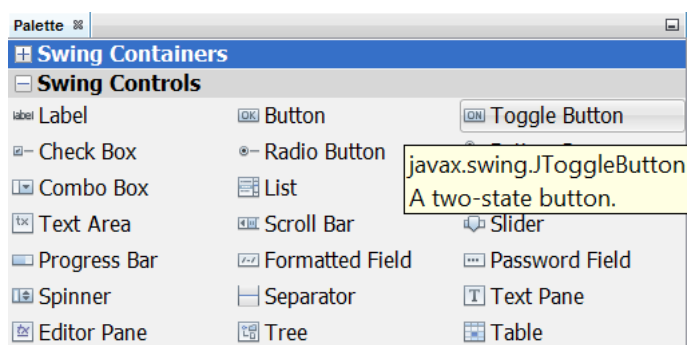 Palette
Swing Containers
Swing Controls
label Label OK Button ON Toggle Button
Check Box Radio Button
javax.swing.JToggleButton
Combo Box List
A two-state button.
tx Text Area Scroll Bar Slider
Progress Bar Formatted Field Password Field
Spinner Separator T Text Pane
Editor Pane Tree Table